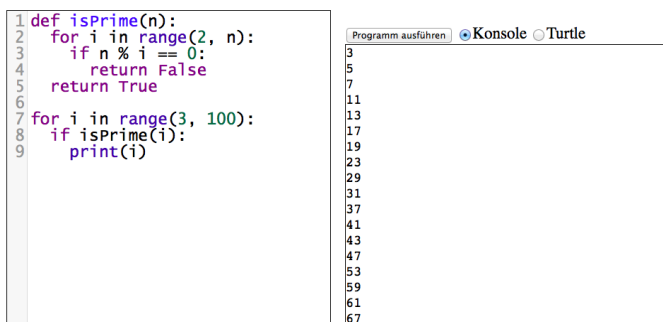 1 def isPrime(n):
2   for i in range(2, n):
3     if n % i == 0:
4       return False
5   return True
6
7 for i in range(3, 100):
8   if isPrime(i):
9     print(i)
Programm ausführen Konsole Turtle
3
5
7
11
13
17
19
23
29
31
37
41
43
47
53
59
61
67